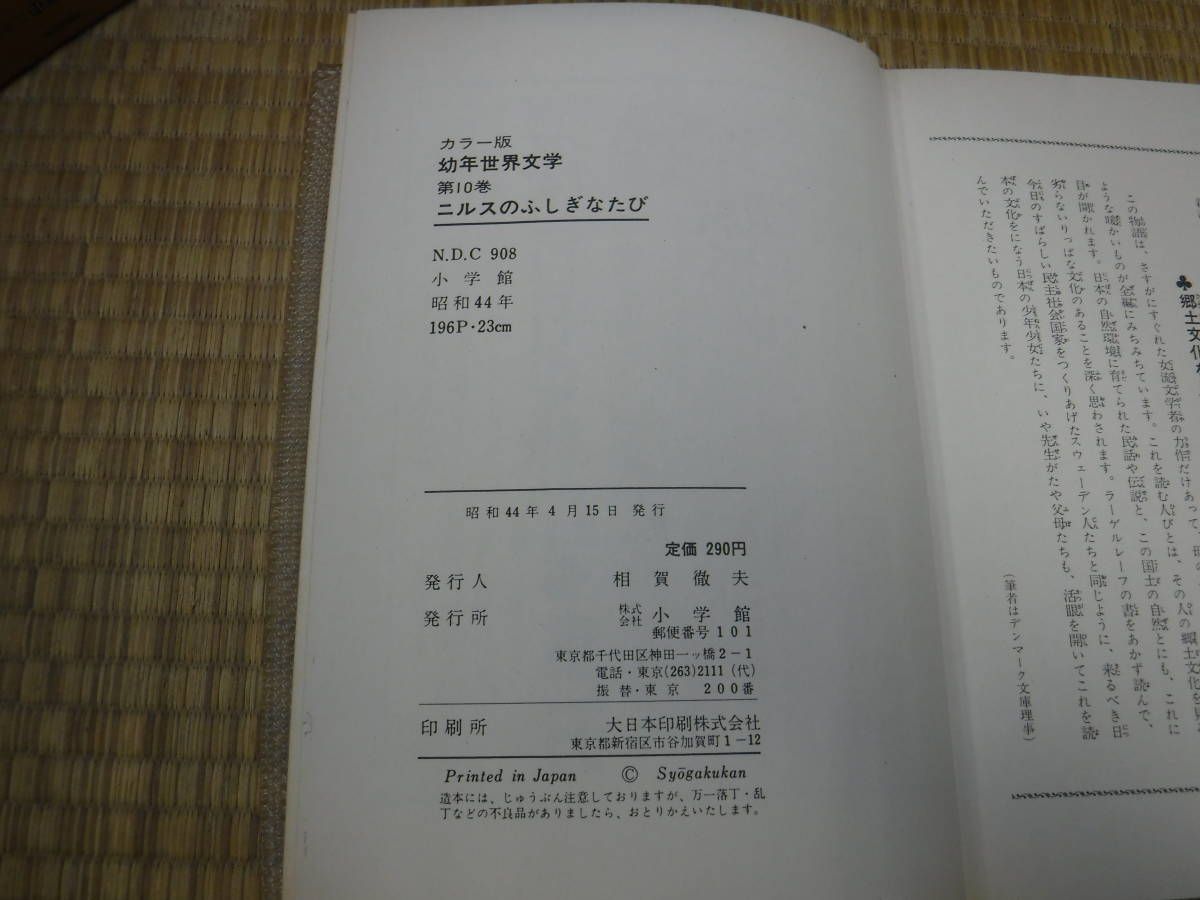 カラー版
幼年世界文学
第10巻
ニルスのふしぎなたび
N.D.C 908
小学館
昭和44年
196P・23cm
昭和44年4月15日 発行
定価 290円
発行人 相賀徹夫
発行所 株式会社 小学館
郵便番号101
東京都千代田区神田一ッ橋2−1
電話・東京(263)2111(代)
振替・東京 200番
印刷所 大日本印刷株式会社
東京都新宿区市谷加賀町1−12
Printed in Japan © Syōgakukan
造本には、じゅうぶん注意しておりますが、万一落丁・乱
丁などの不良品がありましたら、おとりかえいたします。
♣郷土文化
この物語は、さすがにすぐれた女流文学者の力作だけあって、
ような暖かいものが全編にみちみちています。これを読む人びとは、その人の郷土文化を
目が開かれます。日本の自然環境に育てられた民話や伝説と、この国土の自然とにも、これに
劣らないりっぱな文化のあることを深く思わされます。ラーゲルレーフの書をあかず読んで、
今日のすばらしい民主社会国家をつくりあげたスウェーデン人たちと同じように、来るべき日
本の文化をになう日本の少年少女たちに、いや先生がたや父母たちも、活眼を開いてこれを読
んでいただきたいものであります。
(筆者はデンマーク文庫理事)